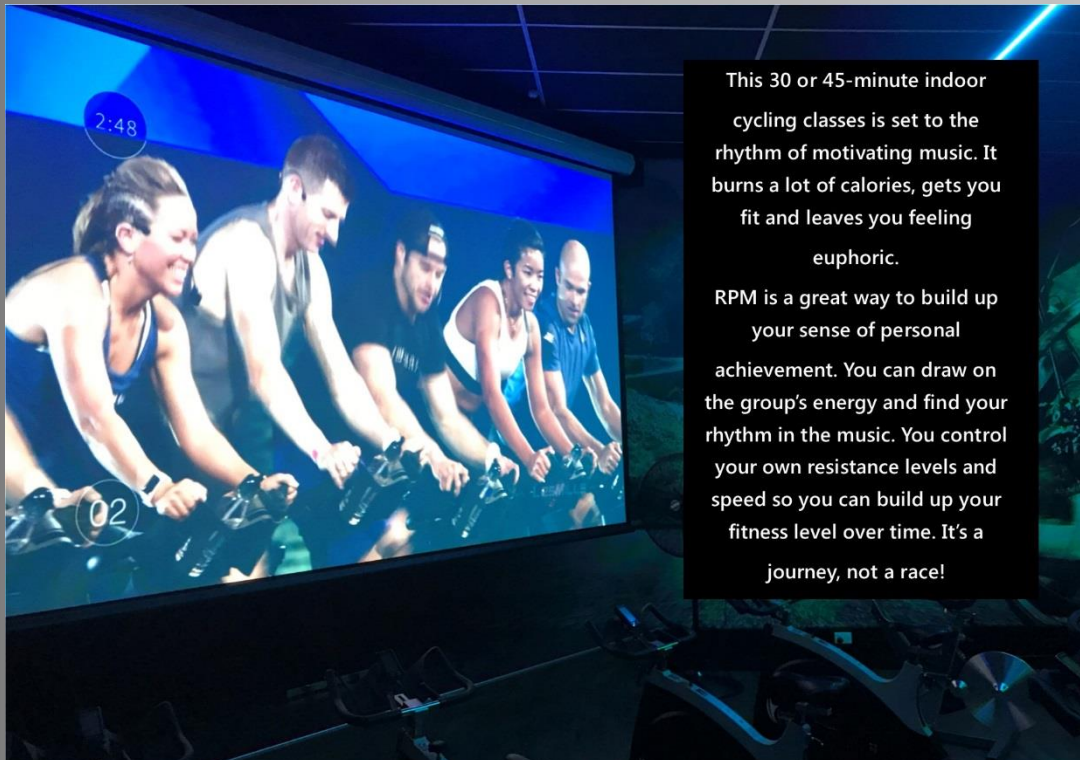 2:48
02
This 30 or 45-minute indoor
cycling classes is set to the
rhythm of motivating music. It
burns a lot of calories, gets you
fit and leaves you feeling
euphoric.
RPM is a great way to build up
your sense of personal
achievement. You can draw on
the group's energy and find your
rhythm in the music. You control
your own resistance levels and
speed so you can build up your
fitness level over time. It's a
journey, not a race!